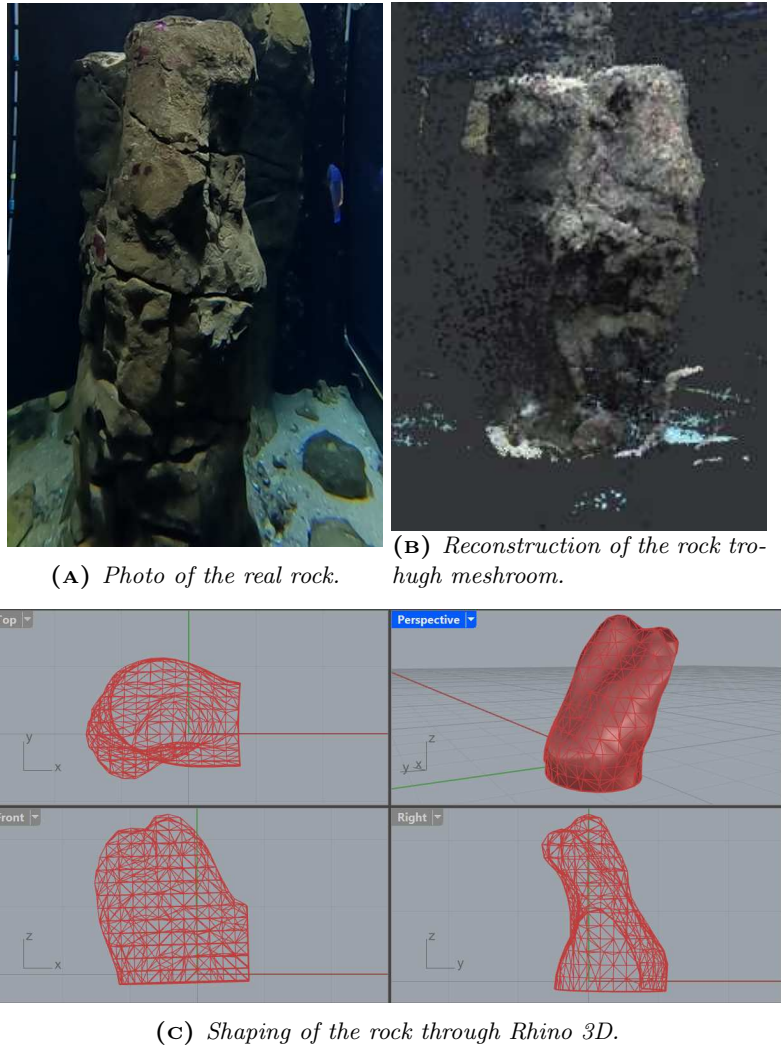 (A) Photo of the real rock.
(B) Reconstruction of the rock tro-
hugh meshroom.
Top
Perspective
y
x
z
y x
Front
Right
z
x
z
y
(C) Shaping of the rock through Rhino 3D.